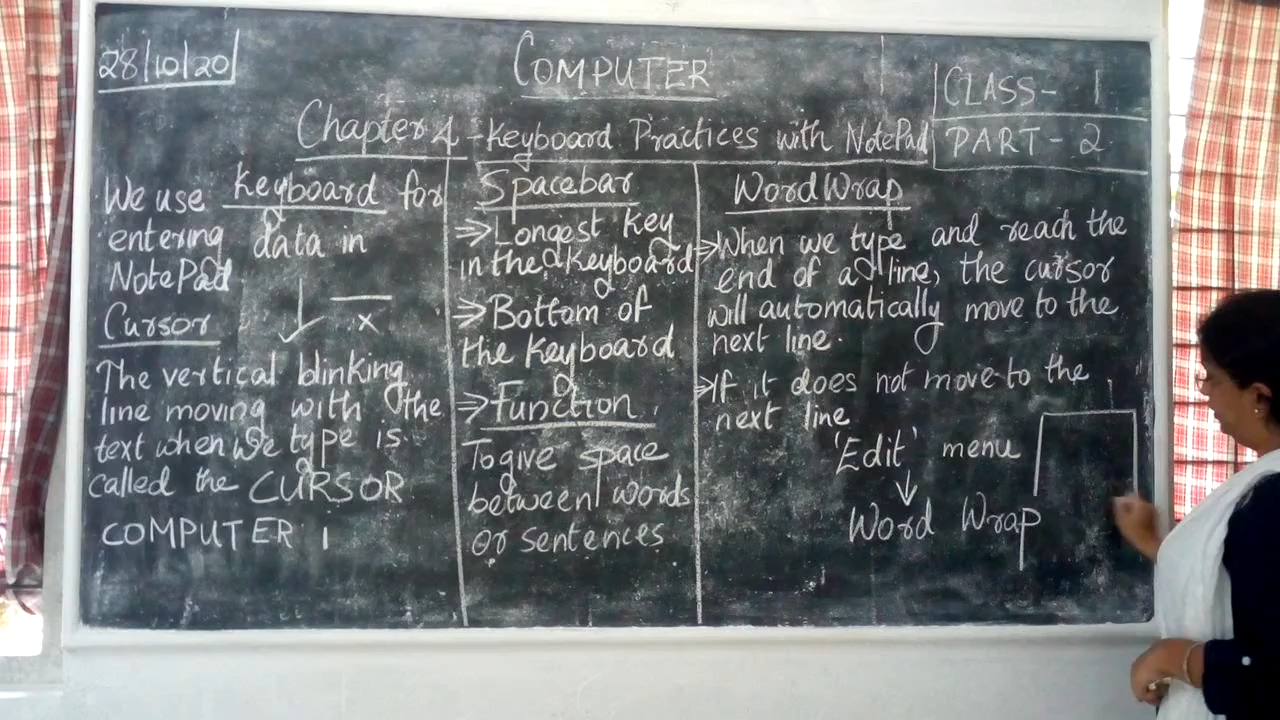 28/10/20
COMPUTER
CLASS - 1
PART - 2
Chapter 4 - Keyboard Practices with NotePad
We use keyboard for
entering data in
NotePad
Cursor
x
The vertical blinking
line moving with the
text when we type is
called the CURSOR
COMPUTER |
Spacebar
⇒ Longest key
in the keyboard
⇒ Bottom of
the keyboard
⇒ Function
To give space
between words
or sentences
WordWrap
⇒ When we type and reach the
end of a line, the cursor
will automatically move to the
next line.
⇒ If it does not move to the
next line
'Edit' menu
↓
Word Wrap